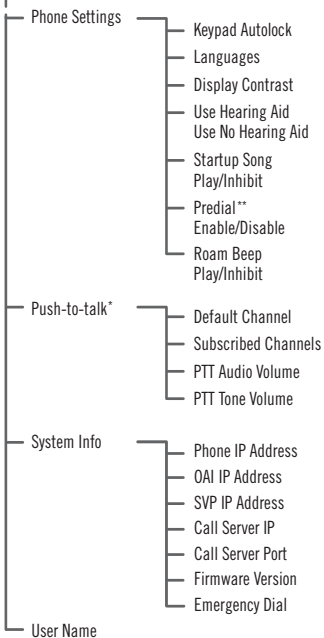 Phone Settings
Keypad Autolock
Languages
Display Contrast
Use Hearing Aid
Use No Hearing Aid
Startup Song
Play/Inhibit
Predial**
Enable/Disable
Roam Beep
Play/Inhibit
Push-to-talk*
Default Channel
Subscribed Channels
PTT Audio Volume
PTT Tone Volume
System Info
Phone IP Address
OAI IP Address
SVP IP Address
Call Server IP
Call Server Port
Firmware Version
Emergency Dial
User Name